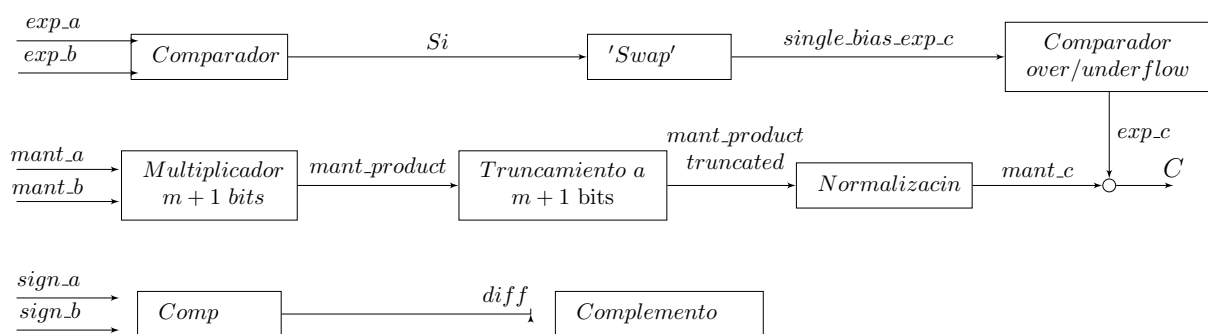 exp_a
exp_b
Comparador
Si
'Swap'
single_bias_exp_c
Comparador
over/underflow
exp_c
mant_a
mant_b
Multiplicador
m + 1 bits
mant_product
Truncamiento a
m + 1 bits
mant_product
truncated
Normalizacin
mant_c
C
sign_a
sign_b
Comp
diff
Complemento